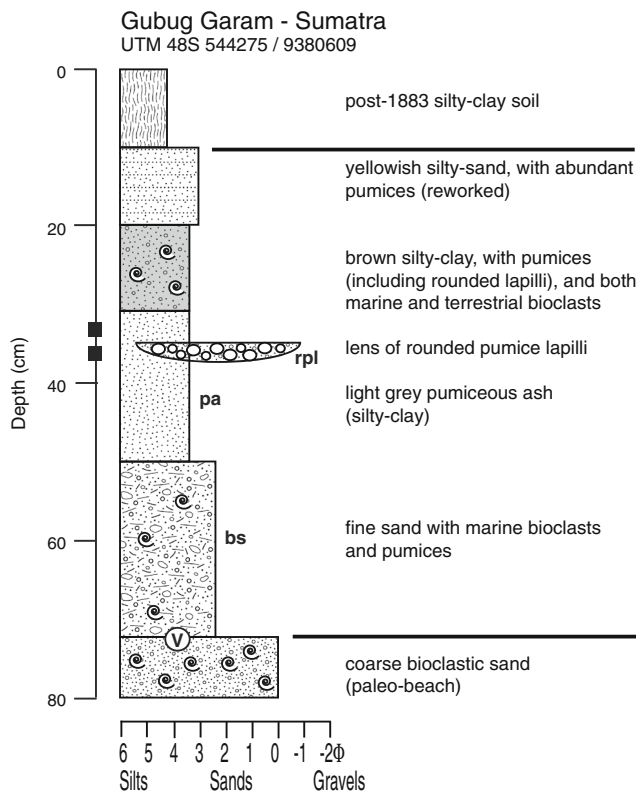 Gubug Garam - Sumatra
UTM 48S 544275 / 9380609
0
post-1883 silty-clay soil
yellowish silty-sand, with abundant
pumices (reworked)
20
brown silty-clay, with pumices
(including rounded lapilli), and both
marine and terrestrial bioclasts
lens of rounded pumice lapilli
rpl
40
pa
light grey pumiceous ash
(silty-clay)
Depth (cm)
bs
fine sand with marine bioclasts
and pumices
60
V
coarse bioclastic sand
(paleo-beach)
80
6 5 4 3 2 1 0 -1 -2Φ
Silts Sands Gravels